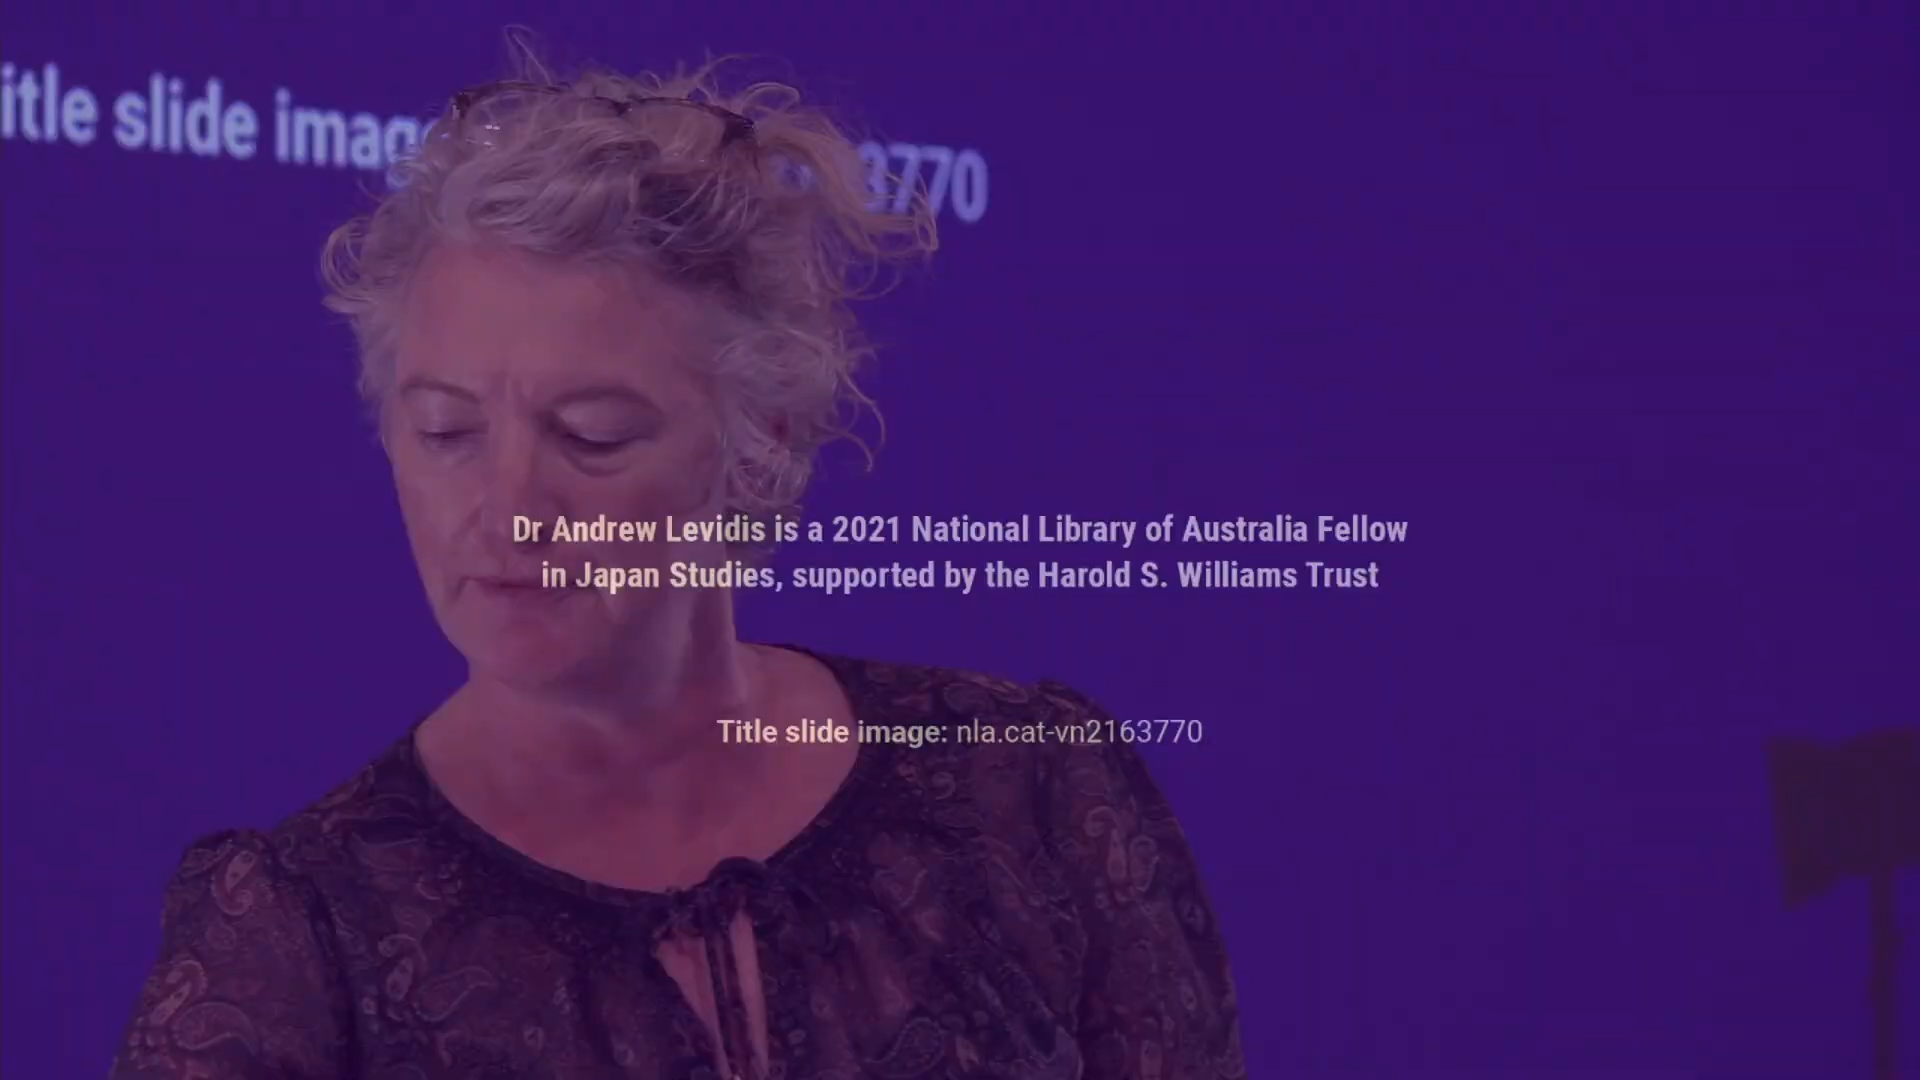 itle slide imag 3770
Dr Andrew Levidis is a 2021 National Library of Australia Fellow
in Japan Studies, supported by the Harold S. Williams Trust
Title slide image: nla.cat-vn2163770